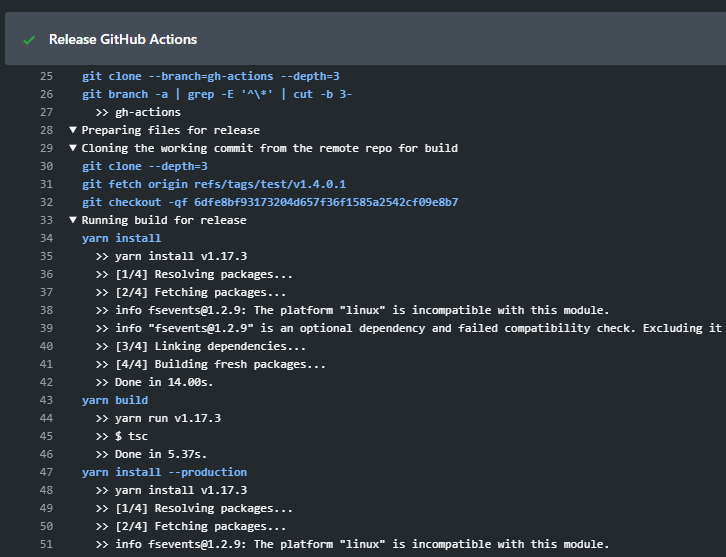 Release GitHub Actions
25 git clone --branch=gh-actions --depth=3
26 git branch -a | grep -E '^\*' | cut -b 3-
27 >> gh-actions
28 ▼ Preparing files for release
29 ▼ Cloning the working commit from the remote repo for build
30 git clone --depth=3
31 git fetch origin refs/tags/test/v1.4.0.1
32 git checkout -qf 6dfe8bf93173204d657f36f1585a2542cf09e8b7
33 ▼ Running build for release
34 yarn install
35 >> yarn install v1.17.3
36 >> [1/4] Resolving packages...
37 >> [2/4] Fetching packages...
38 >> info fsevents@1.2.9: The platform "linux" is incompatible with this module.
39 >> info "fsevents@1.2.9" is an optional dependency and failed compatibility check. Excluding it
40 >> [3/4] Linking dependencies...
41 >> [4/4] Building fresh packages...
42 >> Done in 14.00s.
43 yarn build
44 >> yarn run v1.17.3
45 >> $ tsc
46 >> Done in 5.37s.
47 yarn install --production
48 >> yarn install v1.17.3
49 >> [1/4] Resolving packages...
50 >> [2/4] Fetching packages...
51 >> info fsevents@1.2.9: The platform "linux" is incompatible with this module.